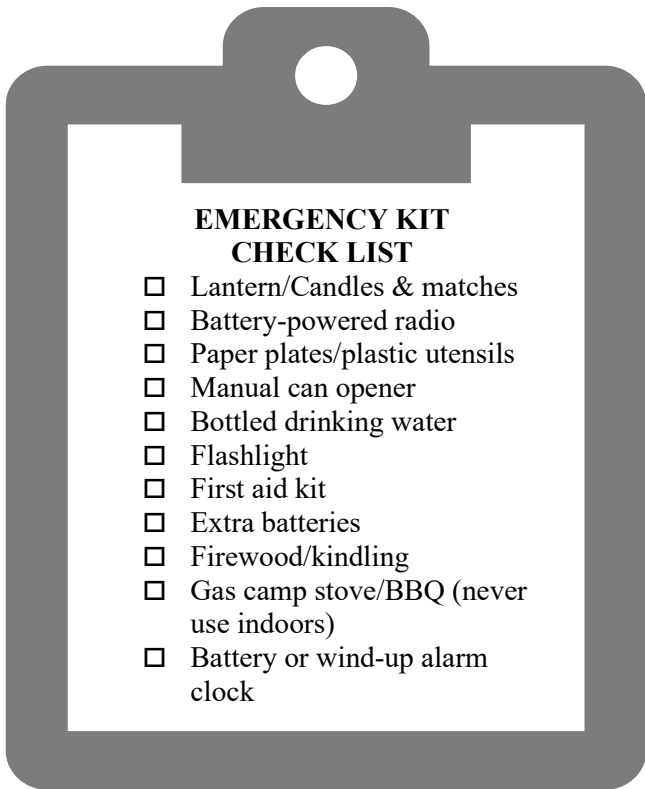 EMERGENCY KIT
CHECK LIST
☐ Lantern/Candles & matches
☐ Battery-powered radio
☐ Paper plates/plastic utensils
☐ Manual can opener
☐ Bottled drinking water
☐ Flashlight
☐ First aid kit
☐ Extra batteries
☐ Firewood/kindling
☐ Gas camp stove/BBQ (never
use indoors)
☐ Battery or wind-up alarm
clock